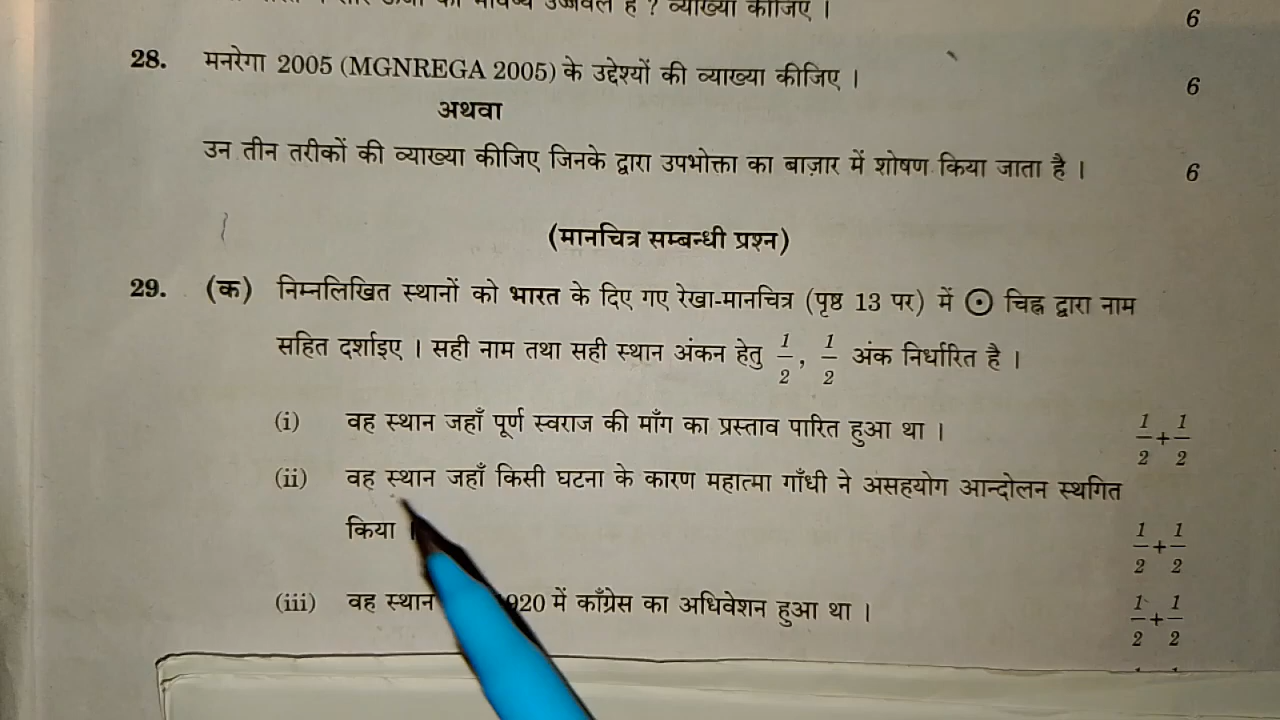 उज्जवल है ? व्याख्या कीजिए । 6
28. मनरेगा 2005 (MGNREGA 2005) के उद्देश्यों की व्याख्या कीजिए । 6
अथवा
उन तीन तरीकों की व्याख्या कीजिए जिनके द्वारा उपभोक्ता का बाज़ार में शोषण किया जाता है । 6
(मानचित्र सम्बन्धी प्रश्न)
29. (क) निम्नलिखित स्थानों को भारत के दिए गए रेखा-मानचित्र (पृष्ठ 13 पर) में ⊙ चिह्न द्वारा नाम
सहित दर्शाइए । सही नाम तथा सही स्थान अंकन हेतु 1/2, 1/2 अंक निर्धारित है ।
(i) वह स्थान जहाँ पूर्ण स्वराज की माँग का प्रस्ताव पारित हुआ था । 1/2+1/2
(ii) वह स्थान जहाँ किसी घटना के कारण महात्मा गाँधी ने असहयोग आन्दोलन स्थगित
किया । 1/2+1/2
(iii) वह स्थान 920 में काँग्रेस का अधिवेशन हुआ था । 1/2+1/2